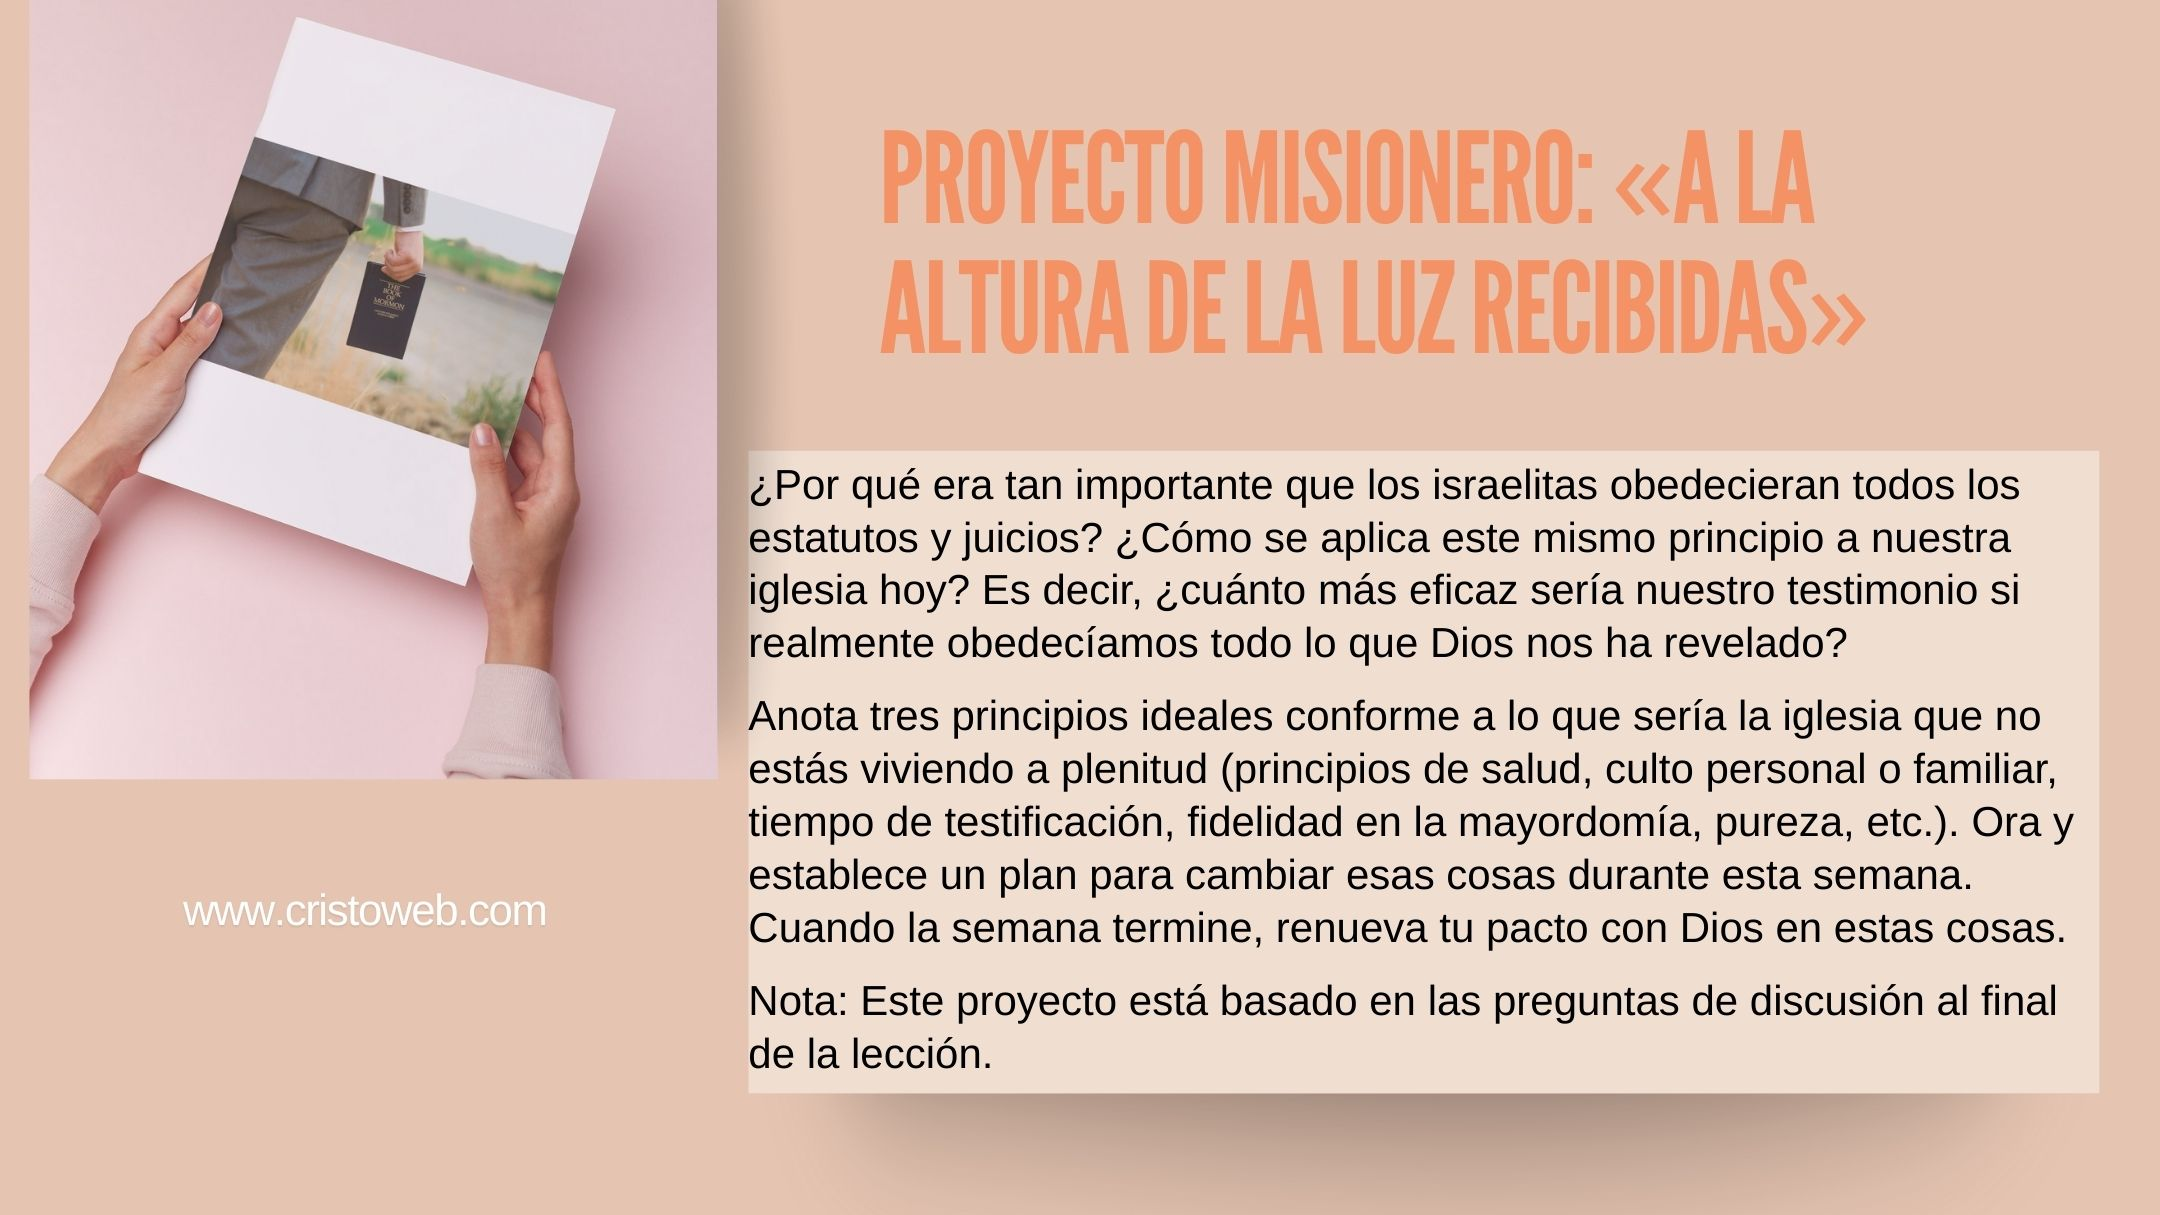 PROYECTO MISIONERO: «A LA
ALTURA DE LA LUZ RECIBIDAS»
THE
BOOK
OF
MORMON
¿Por qué era tan importante que los israelitas obedecieran todos los
estatutos y juicios? ¿Cómo se aplica este mismo principio a nuestra
iglesia hoy? Es decir, ¿cuánto más eficaz sería nuestro testimonio si
realmente obedecíamos todo lo que Dios nos ha revelado?
Anota tres principios ideales conforme a lo que sería la iglesia que no
estás viviendo a plenitud (principios de salud, culto personal o familiar,
tiempo de testificación, fidelidad en la mayordomía, pureza, etc.). Ora y
establece un plan para cambiar esas cosas durante esta semana.
Cuando la semana termine, renueva tu pacto con Dios en estas cosas.
Nota: Este proyecto está basado en las preguntas de discusión al final
de la lección.
www.cristoweb.com